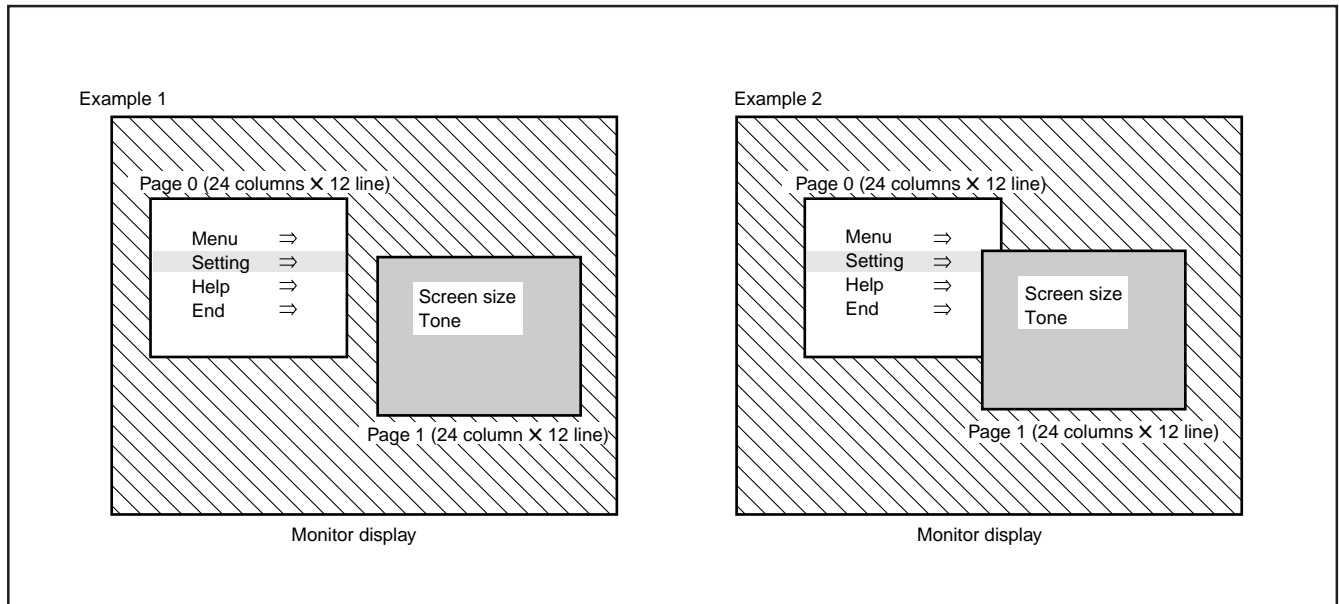 Example 1
Page 0 (24 columns ✕ 12 line)
Menu ⇒
Setting ⇒
Help ⇒
End ⇒
Screen size
Tone
Page 1 (24 column ✕ 12 line)
Monitor display
Example 2
Page 0 (24 columns ✕ 12 line)
Menu ⇒
Setting ⇒
Help ⇒
End ⇒
Screen size
Tone
Page 1 (24 columns ✕ 12 line)
Monitor display